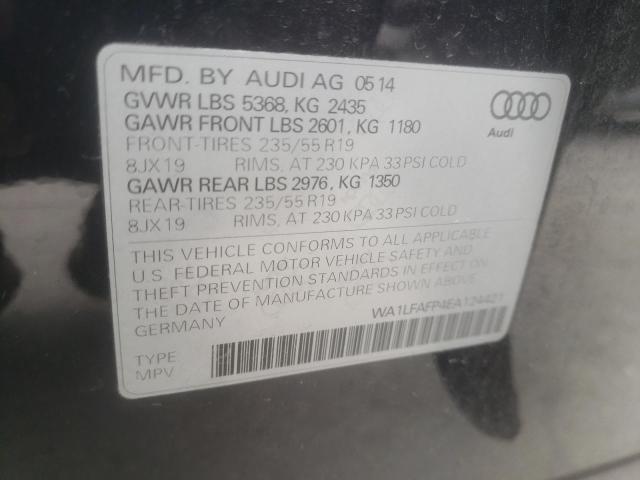 MFD. BY AUDI AG 05 14
GVWR LBS 5368, KG 2435
GAWR FRONT LBS 2601, KG 1180
FRONT-TIRES 235/55 R19
8JX19 RIMS, AT 230 KPA 33 PSI COLD
GAWR REAR LBS 2976, KG 1350
REAR-TIRES 235/55 R19
8JX19 RIMS, AT 230 KPA 33 PSI COLD
Audi
THIS VEHICLE CONFORMS TO ALL APPLICABLE
U.S. FEDERAL MOTOR VEHICLE SAFETY AND
THEFT PREVENTION STANDARDS IN EFFECT ON
THE DATE OF MANUFACTURE SHOWN ABOVE
GERMANY
WA1LFAFP4EA124421
TYPE
MPV